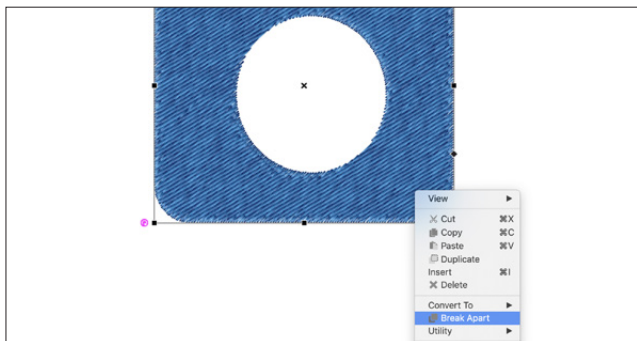 View
Cut ⌘X
Copy ⌘C
Paste ⌘V
Duplicate
Insert ⌘I
Delete
Convert To
Break Apart
Utility